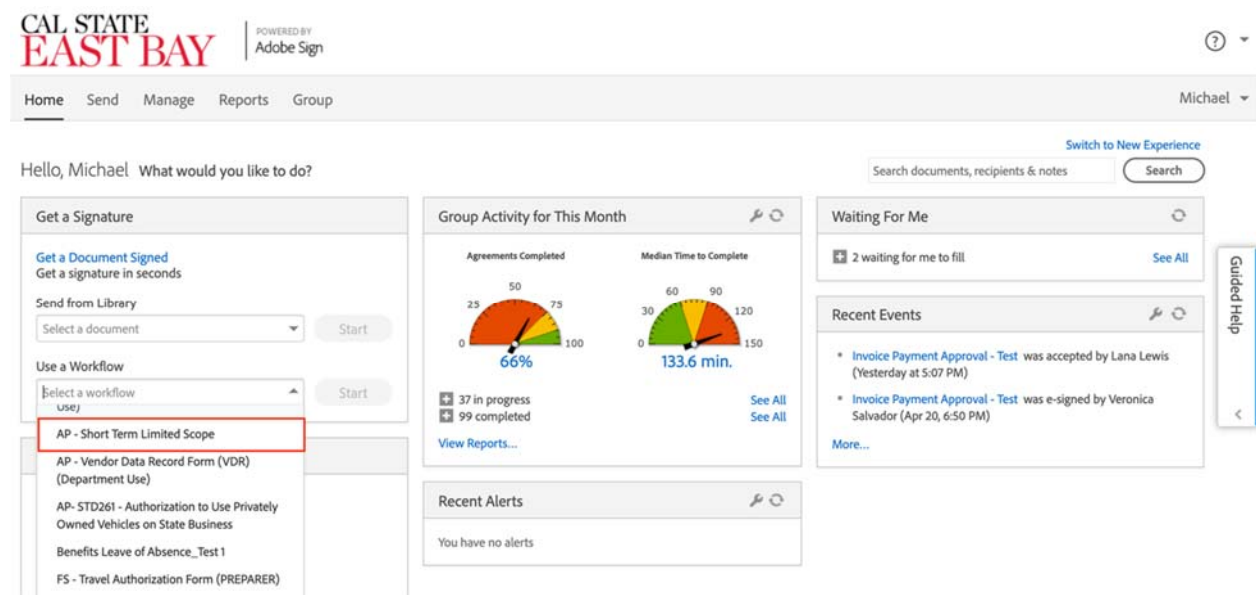 CAL STATE
EAST BAY
POWERED BY
Adobe Sign
?
Home Send Manage Reports Group
Michael
Switch to New Experience
Hello, Michael What would you like to do?
Search documents, recipients & notes
Search
Get a Signature
Get a Document Signed
Get a signature in seconds
Send from Library
Select a document
Start
Use a Workflow
Select a workflow
Start
Use)
AP - Short Term Limited Scope
AP - Vendor Data Record Form (VDR)
(Department Use)
AP- STD261 - Authorization to Use Privately
Owned Vehicles on State Business
Benefits Leave of Absence_Test 1
FS - Travel Authorization Form (PREPARER)
Group Activity for This Month
Agreements Completed
0 25 50 75 100
66%
Median Time to Complete
0 30 60 90 120 150
133.6 min.
37 in progress See All
99 completed See All
View Reports...
Recent Alerts
You have no alerts
Waiting For Me
2 waiting for me to fill See All
Recent Events
Invoice Payment Approval - Test was accepted by Lana Lewis
(Yesterday at 5:07 PM)
Invoice Payment Approval - Test was e-signed by Veronica
Salvador (Apr 20, 6:50 PM)
More...
Guided Help